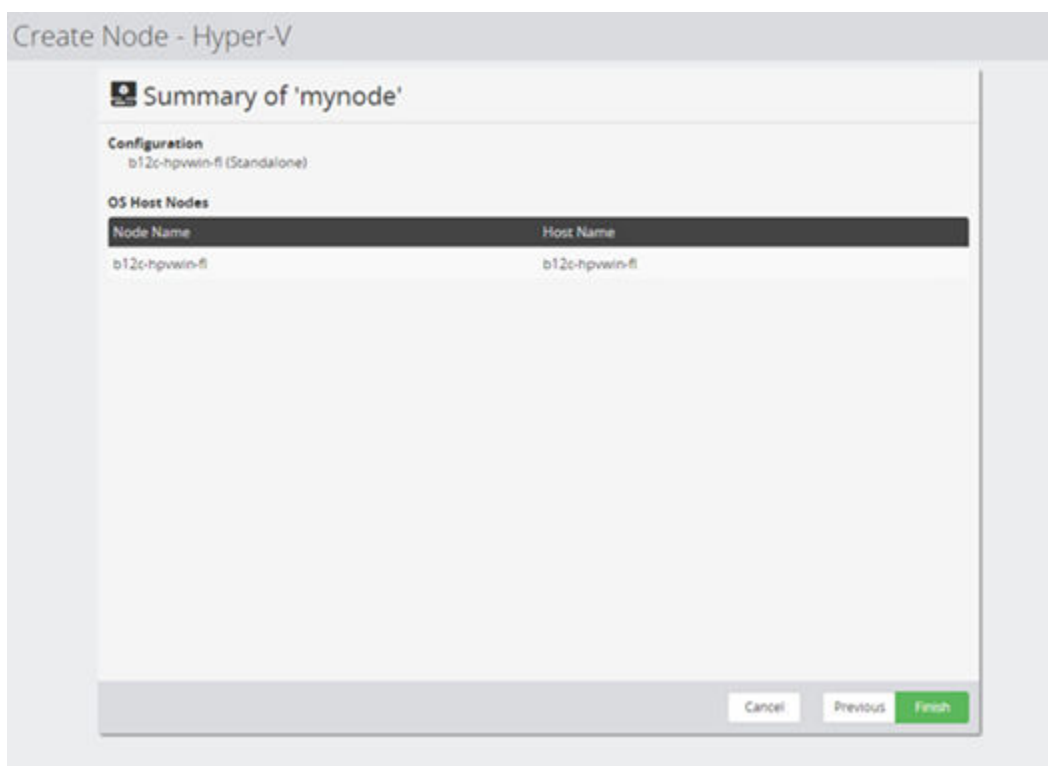 Create Node - Hyper-V
Summary of 'mynode'
Configuration
b12c-hpvwin-fl (Standalone)
OS Host Nodes
Node Name Host Name
b12c-hpvwin-fl b12c-hpvwin-fl
Cancel Previous Finish